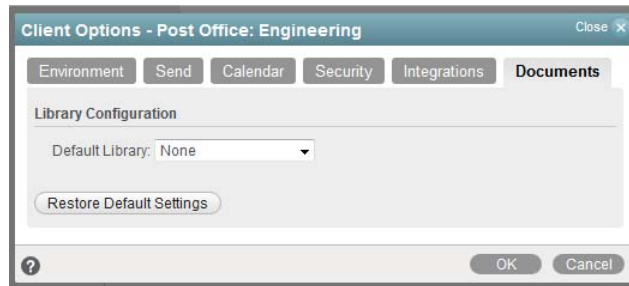 Client Options - Post Office: Engineering Close x
Environment Send Calendar Security Integrations Documents
Library Configuration
Default Library: None
Restore Default Settings
? OK Cancel